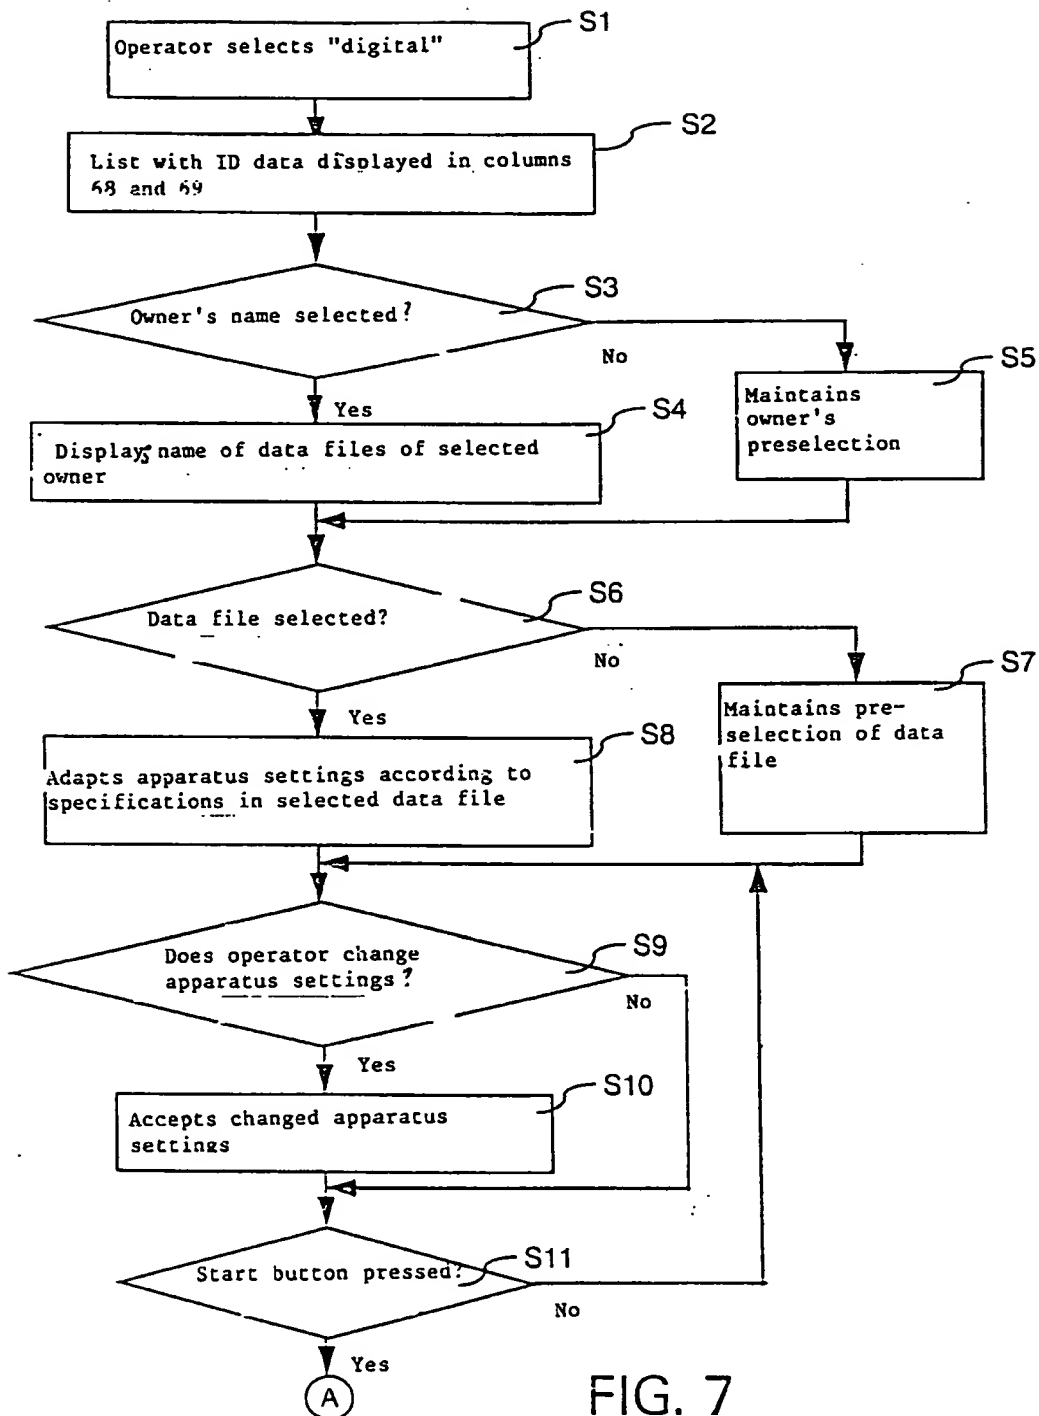 S1
Operator selects "digital"
S2
List with ID data displayed in columns
68 and 69
S3
Owner's name selected?
No
Yes
S5
Maintains
owner's
preselection
S4
Displays name of data files of selected
owner
S6
Data file selected?
No
Yes
S7
Maintains pre-
selection of data
file
S8
Adapts apparatus settings according to
specifications in selected data file
S9
Does operator change
apparatus settings?
No
Yes
S10
Accepts changed apparatus
settings
S11
Start button pressed?
No
Yes
A
FIG. 7